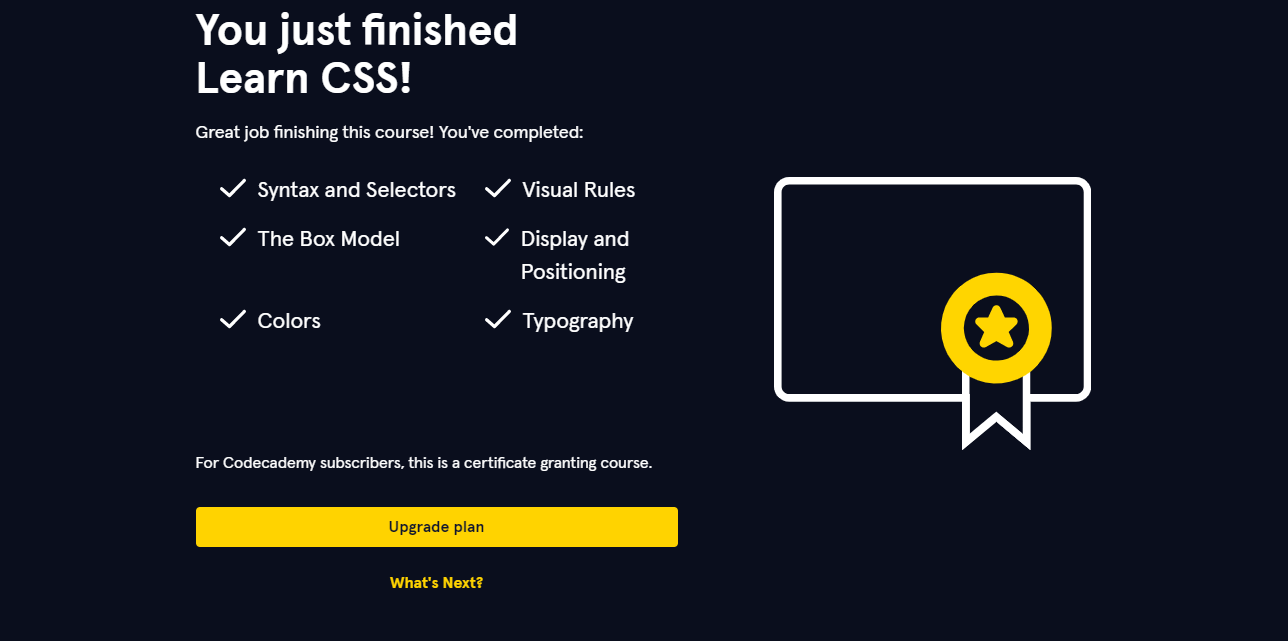 You just finished
Learn CSS!
Great job finishing this course! You've completed:
Syntax and Selectors
Visual Rules
The Box Model
Display and
Positioning
Colors
Typography
For Codecademy subscribers, this is a certificate granting course.
Upgrade plan
What's Next?